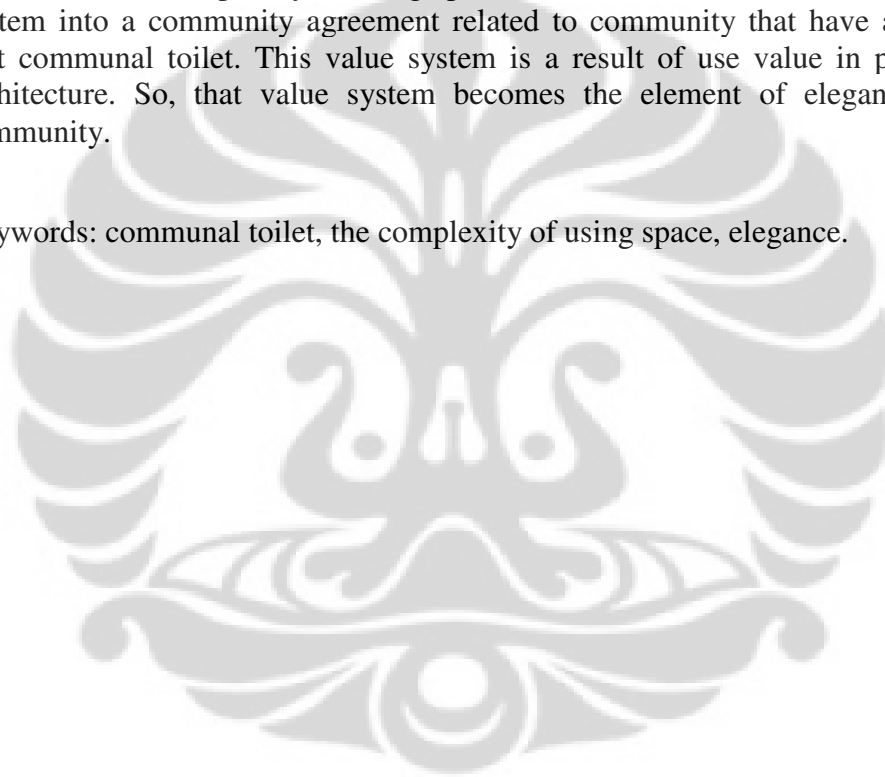 tem into a community agreement related to community that have a
t communal toilet. This value system is a result of use value in p
hitecture. So, that value system becomes the element of elegan
mmunity.
ywords: communal toilet, the complexity of using space, elegance.